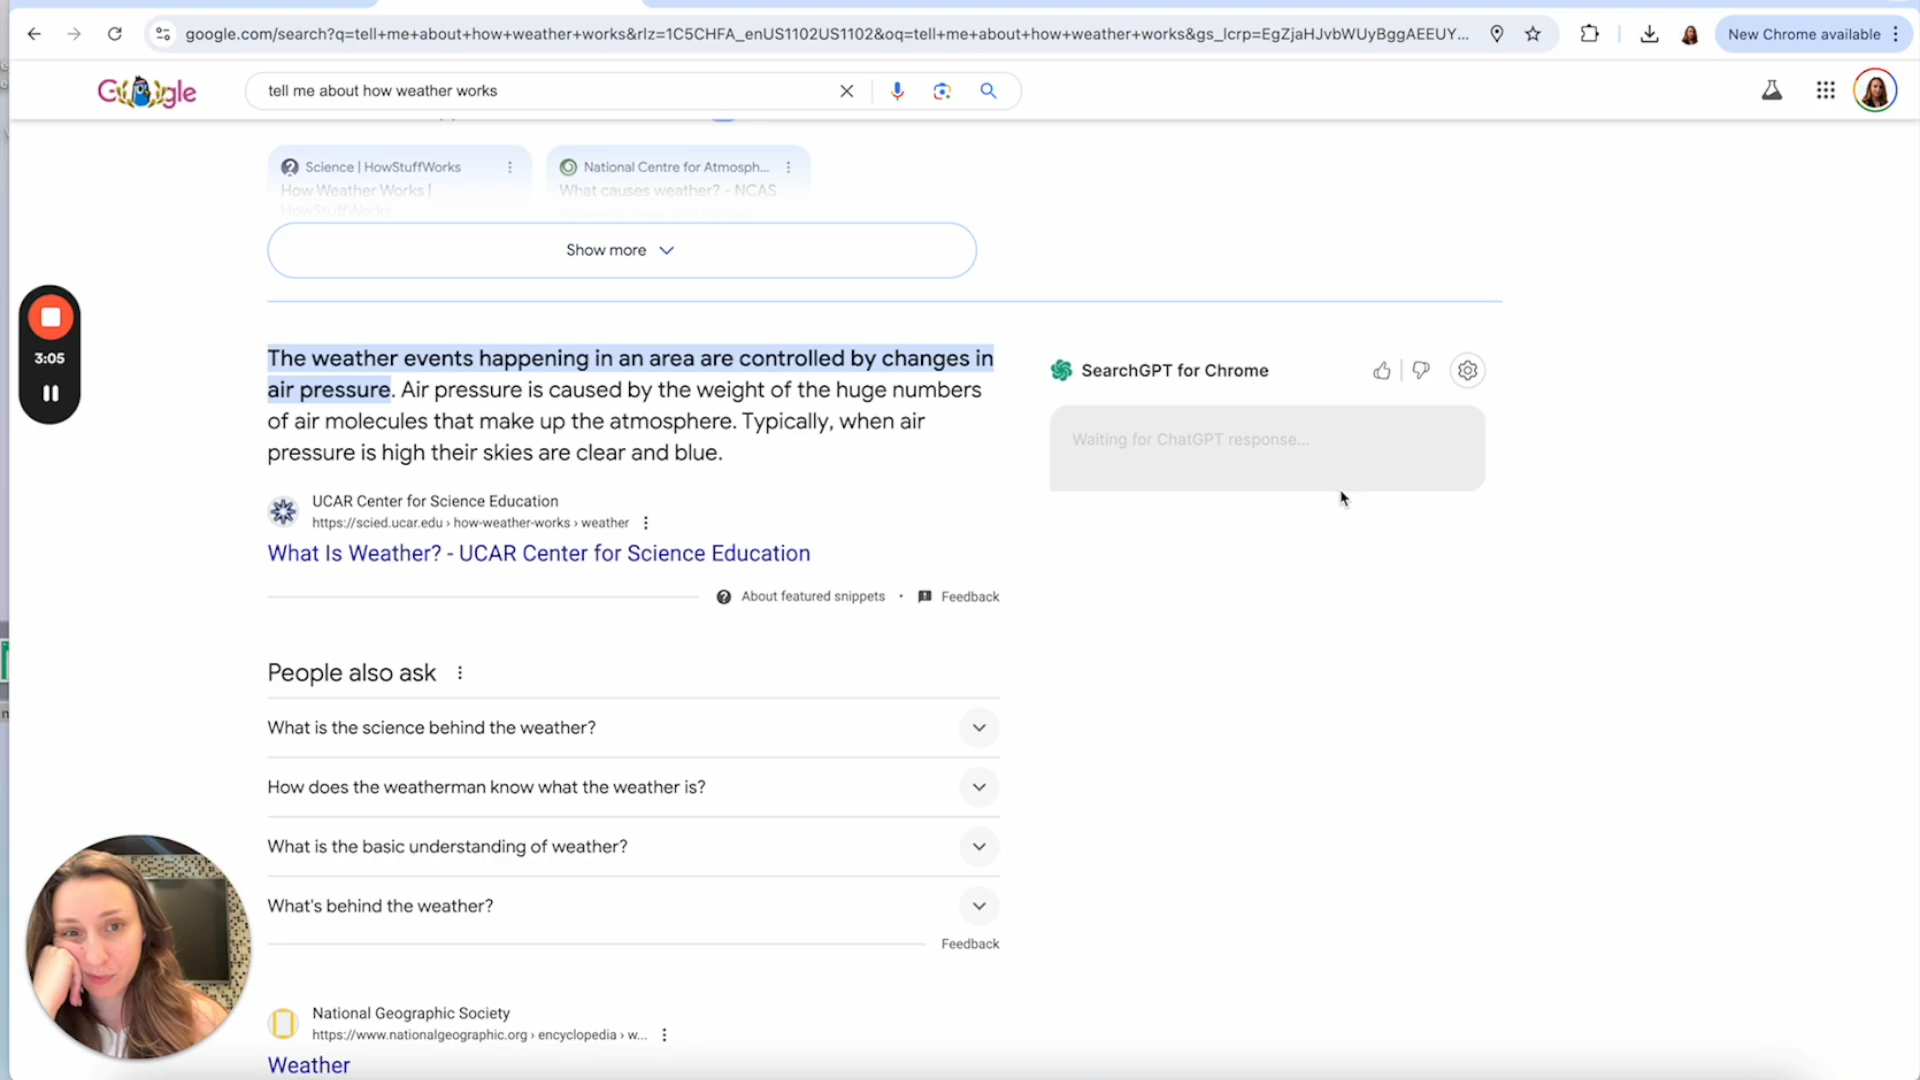 google.com/search?q=tell+me+about+how+weather+works&rlz=1C5CHFA_enUS1102US1102&oq=tell+me+about+how+weather+works&gs_lcrp=EgZjaHJvbWUyBggAEEUY...
New Chrome available
Google
tell me about how weather works
Science | HowStuffWorks
How Weather Works |
HowStuffWorks
National Centre for Atmosph...
What causes weather? - NCAS
Show more
3:05
The weather events happening in an area are controlled by changes in
air pressure. Air pressure is caused by the weight of the huge numbers
of air molecules that make up the atmosphere. Typically, when air
pressure is high their skies are clear and blue.
SearchGPT for Chrome
Waiting for ChatGPT response...
UCAR Center for Science Education
https://scied.ucar.edu › how-weather-works › weather
What Is Weather? - UCAR Center for Science Education
About featured snippets • Feedback
People also ask
What is the science behind the weather?
How does the weatherman know what the weather is?
What is the basic understanding of weather?
What's behind the weather?
Feedback
National Geographic Society
https://www.nationalgeographic.org › encyclopedia › w...
Weather